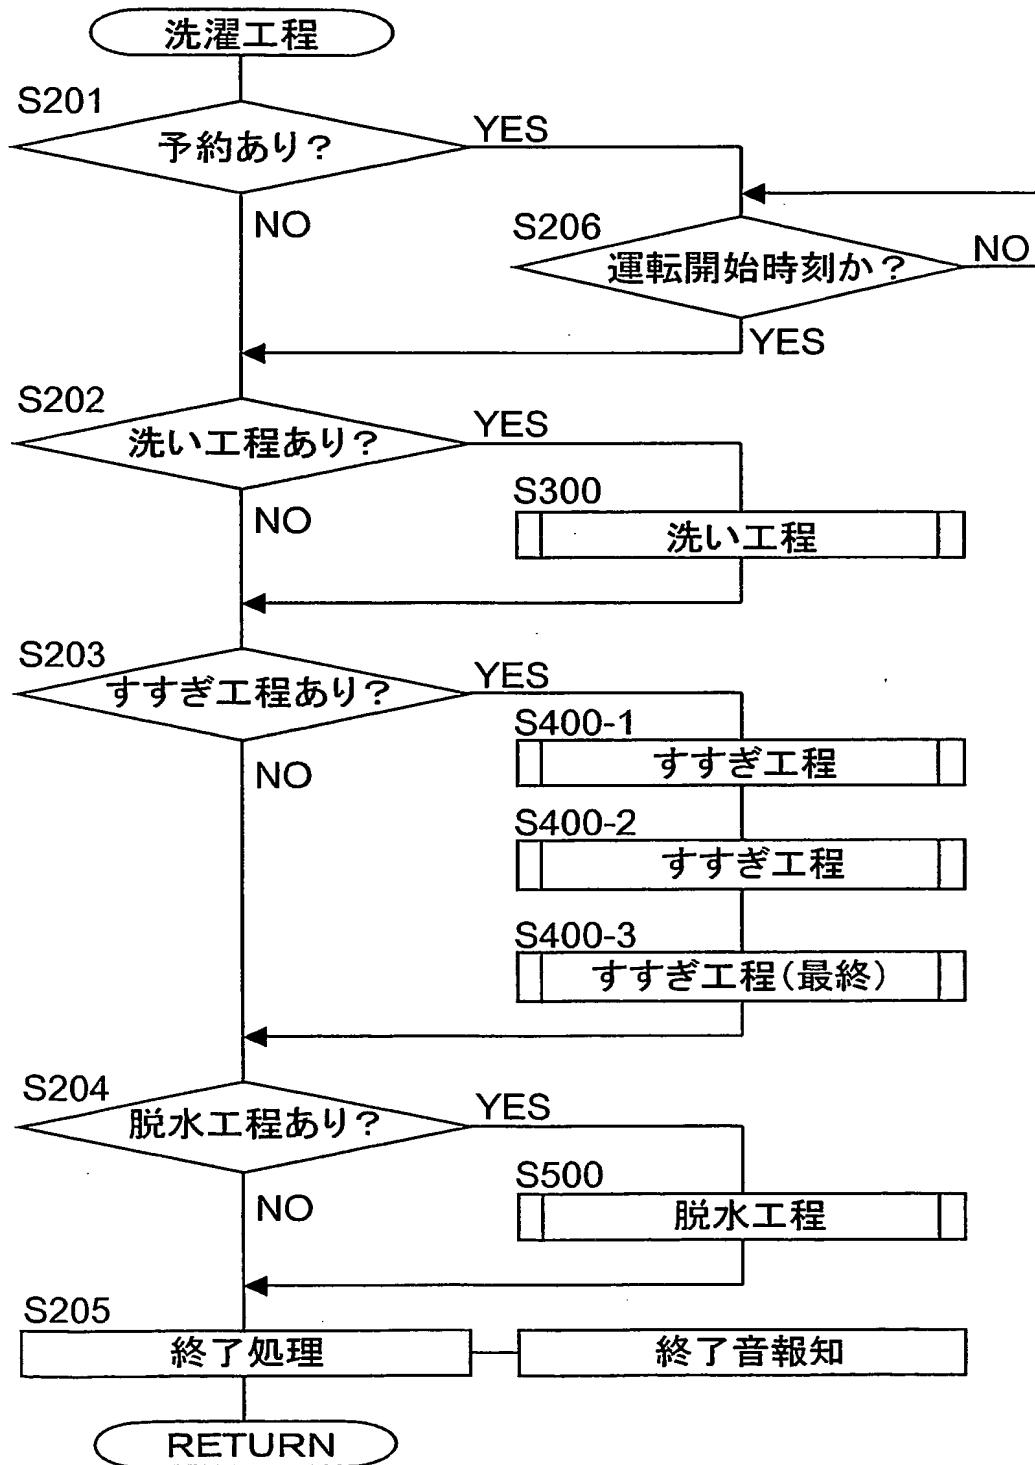 洗濯工程
S201
予約あり？
YES
NO
S206
運転開始時刻か？
NO
YES
S202
洗い工程あり？
YES
NO
S300
洗い工程
S203
すすぎ工程あり？
YES
NO
S400-1
すすぎ工程
S400-2
すすぎ工程
S400-3
すすぎ工程（最終）
S204
脱水工程あり？
YES
NO
S500
脱水工程
S205
終了処理
終了音報知
RETURN